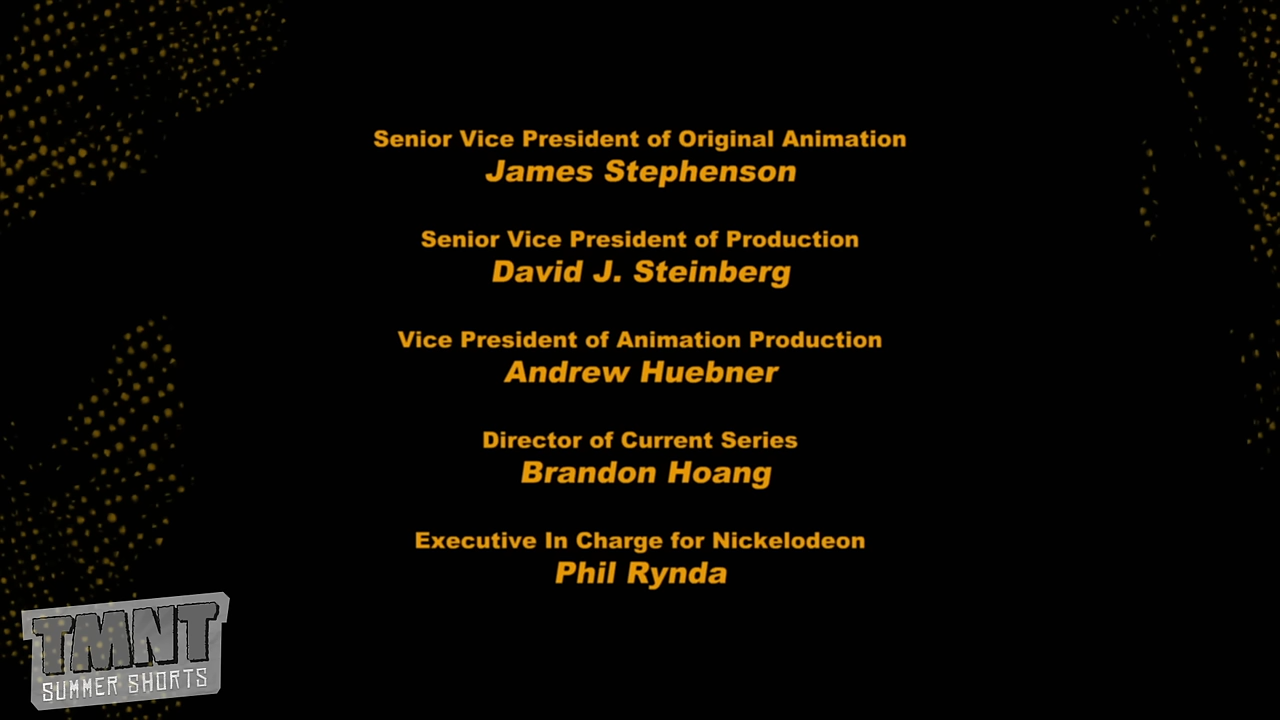 Senior Vice President of Original Animation
James Stephenson
Senior Vice President of Production
David J. Steinberg
Vice President of Animation Production
Andrew Huebner
Director of Current Series
Brandon Hoang
Executive In Charge for Nickelodeon
Phil Rynda
TMNT
SUMMER SHORTS